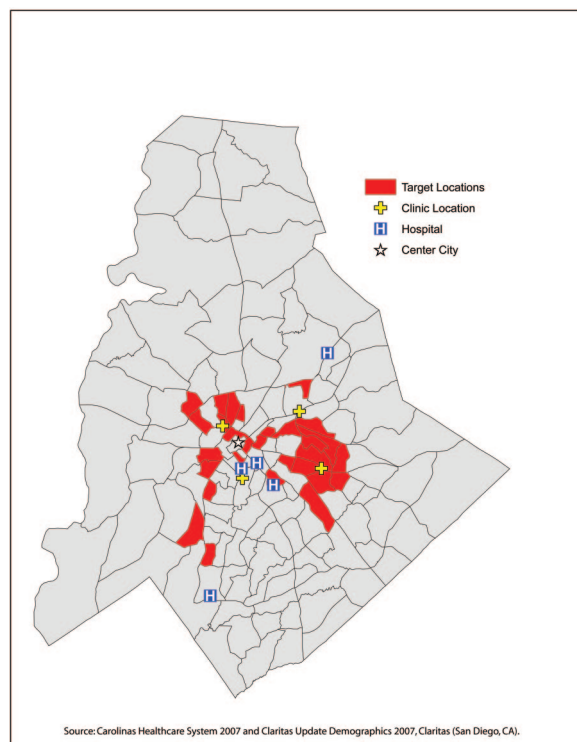 Target Locations
Clinic Location
H Hospital
Center City
H
H
H
H
H
Source: Carolinas Healthcare System 2007 and Claritas Update Demographics 2007, Claritas (San Diego, CA).